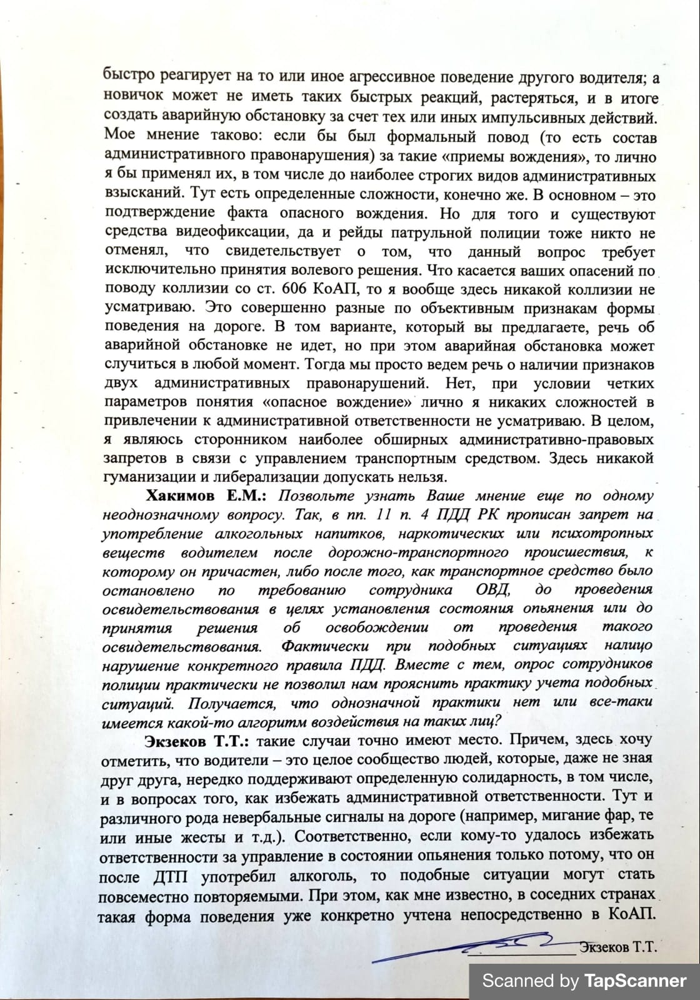 быстро реагирует на то или иное агрессивное поведение другого водителя; а
новичок может не иметь таких быстрых реакций, растеряться, и в итоге
создать аварийную обстановку за счет тех или иных импульсивных действий.
Мое мнение таково: если бы был формальный повод (то есть состав
административного правонарушения) за такие «приемы вождения», то лично
я бы применял их, в том числе до наиболее строгих видов административных
взысканий. Тут есть определенные сложности, конечно же. В основном – это
подтверждение факта опасного вождения. Но для того и существуют
средства видеофиксации, да и рейды патрульной полиции тоже никто не
отменял, что свидетельствует о том, что данный вопрос требует
исключительно принятия волевого решения. Что касается ваших опасений по
поводу коллизии со ст. 606 КоАП, то я вообще здесь никакой коллизии не
усматриваю. Это совершенно разные по объективным признакам формы
поведения на дороге. В том варианте, который вы предлагаете, речь об
аварийной обстановке не идет, но при этом аварийная обстановка может
случиться в любой момент. Тогда мы просто ведем речь о наличии признаков
двух административных правонарушений. Нет, при условии четких
параметров понятия «опасное вождение» лично я никаких сложностей в
привлечении к административной ответственности не усматриваю. В целом,
я являюсь сторонником наиболее обширных административно-правовых
запретов в связи с управлением транспортным средством. Здесь никакой
гуманизации и либерализации допускать нельзя.
Хакимов Е.М.: Позвольте узнать Ваше мнение еще по одному
неоднозначному вопросу. Так, в пп. 11 п. 4 ПДД РК прописан запрет на
употребление алкогольных напитков, наркотических или психотропных
веществ водителем после дорожно-транспортного происшествия, к
которому он причастен, либо после того, как транспортное средство было
остановлено по требованию сотрудника ОВД, до проведения
освидетельствования в целях установления состояния опьянения или до
принятия решения об освобождении от проведения такого
освидетельствования. Фактически при подобных ситуациях налицо
нарушение конкретного правила ПДД. Вместе с тем, опрос сотрудников
полиции практически не позволил нам прояснить практику учета подобных
ситуаций. Получается, что однозначной практики нет или все-таки
имеется какой-то алгоритм воздействия на таких лиц?
Экзеков Т.Т.: такие случаи точно имеют место. Причем, здесь хочу
отметить, что водители – это целое сообщество людей, которые, даже не зная
друг друга, нередко поддерживают определенную солидарность, в том числе,
и в вопросах того, как избежать административной ответственности. Тут и
различного рода невербальные сигналы на дороге (например, мигание фар, те
или иные жесты и т.д.). Соответственно, если кому-то удалось избежать
ответственности за управление в состоянии опьянения только потому, что он
после ДТП употребил алкоголь, то подобные ситуации могут стать
повсеместно повторяемыми. При этом, как мне известно, в соседних странах
такая форма поведения уже конкретно учтена непосредственно в КоАП.
Экзеков Т.Т.
Scanned by TapScanner